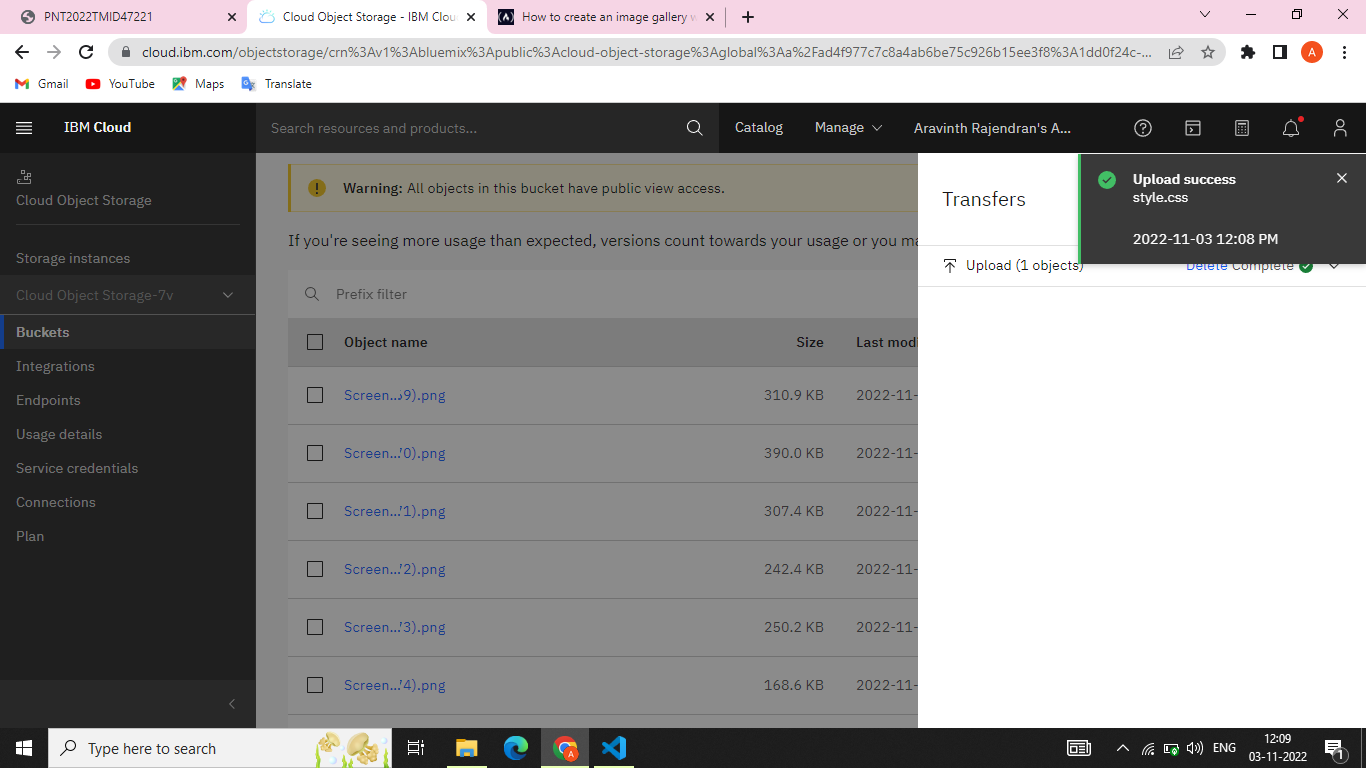 PNT2022TMID47221
Cloud Object Storage - IBM Clou
How to create an image gallery w
cloud.ibm.com/objectstorage/crn%3Av1%3Abluemix%3Apublic%3Acloud-object-storage%3Aglobal%3Aa%2Fad4f977c7c8a4ab6be75c926b15ee3f8%3A1dd0f24c-...
A
Gmail
YouTube
Maps
Translate
IBM Cloud
Search resources and products...
Catalog
Manage
Aravinth Rajendran's A...
Cloud Object Storage
Storage instances
Cloud Object Storage-7v
Buckets
Integrations
Endpoints
Usage details
Service credentials
Connections
Plan
Warning: All objects in this bucket have public view access.
If you're seeing more usage than expected, versions count towards your usage or you ma
Prefix filter
Object name Size Last modi
Screen...9).png 310.9 KB 2022-11-
Screen...'0).png 390.0 KB 2022-11-
Screen...'1).png 307.4 KB 2022-11-
Screen...'2).png 242.4 KB 2022-11-
Screen...'3).png 250.2 KB 2022-11-
Screen...'4).png 168.6 KB 2022-11-
Transfers
Upload (1 objects)
Delete Complete
Upload success
style.css
2022-11-03 12:08 PM
Type here to search
A
ENG
12:09
03-11-2022
1